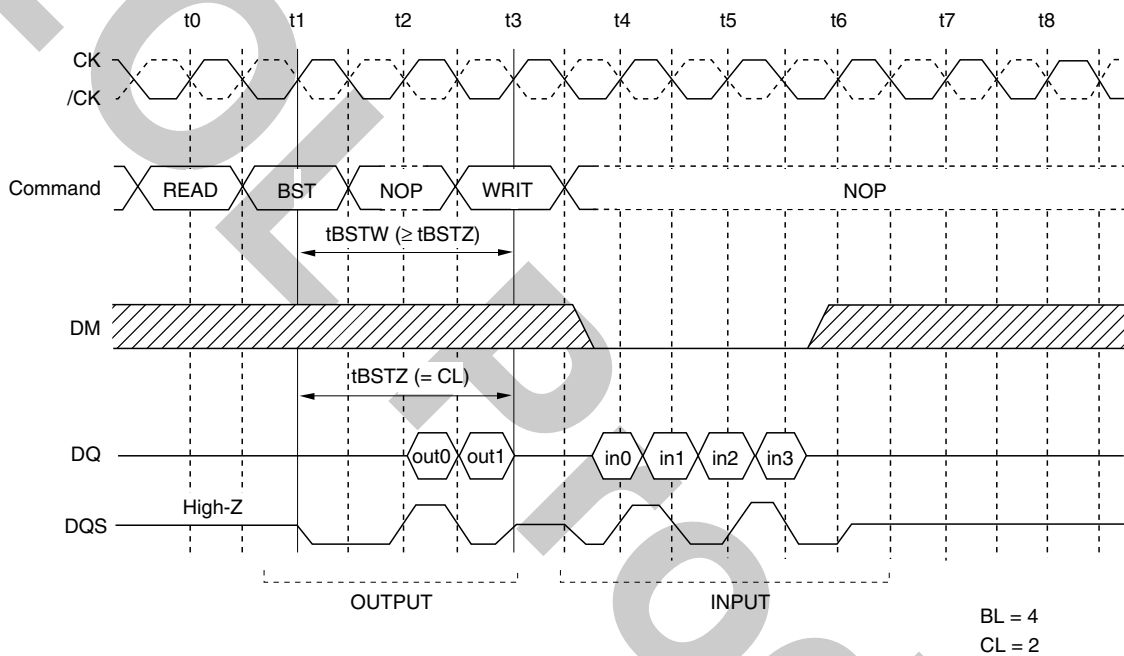 t0 t1 t2 t3 t4 t5 t6 t7 t8
CK
/CK
Command READ BST NOP WRIT NOP
tBSTW (≥ tBSTZ)
DM
tBSTZ (= CL)
DQ out0 out1 in0 in1 in2 in3
High-Z
DQS
OUTPUT INPUT
BL = 4
CL = 2